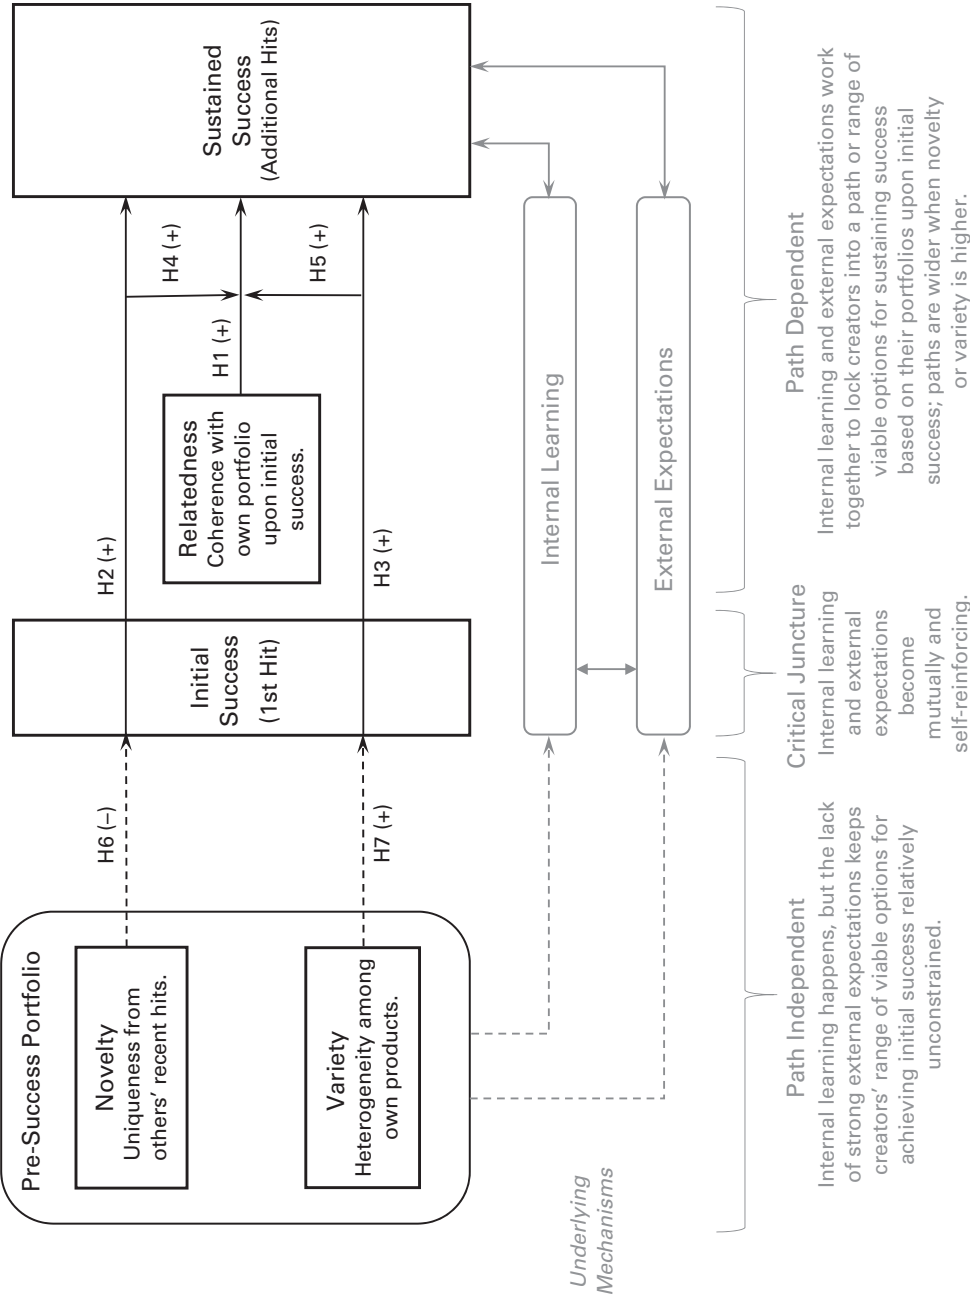 Pre-Success Portfolio
Novelty
Uniqueness from
others’ recent hits.
Variety
Heterogeneity among
own products.
H6 (–)
H7 (+)
Initial
Success
(1st Hit)
H2 (+)
H3 (+)
Relatedness
Coherence with
own portfolio
upon initial
success.
H1 (+)
H4 (+)
H5 (+)
Sustained
Success
(Additional Hits)
Underlying
Mechanisms
Internal Learning
External Expectations
Path Independent
Internal learning happens, but the lack
of strong external expectations keeps
creators’ range of viable options for
achieving initial success relatively
unconstrained.
Critical Juncture
Internal learning
and external
expectations
become
mutually and
self-reinforcing.
Path Dependent
Internal learning and external expectations work
together to lock creators into a path or range of
viable options for sustaining success
based on their portfolios upon initial
success; paths are wider when novelty
or variety is higher.